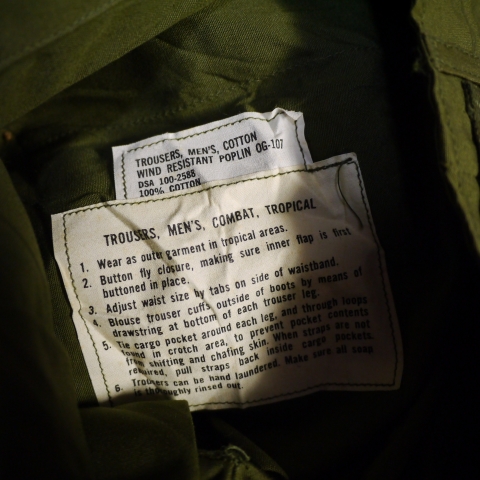 TROUSERS, MEN'S, COTTON
WIND RESISTANT POPLIN OG-107
DSA 100-2588
100% COTTON
TROUSERS, MEN'S, COMBAT, TROPICAL
1. Wear as outer garment in tropical areas.
2. Button fly closure, making sure inner flap is first
buttoned in place.
3. Adjust waist size by tabs on side of waistband.
4. Blouse trouser cuffs outside of boots by means of
drawstring at bottom of each trouser leg.
5. Tie cargo pocket around each leg, and through loops
found in crotch area, to prevent pocket contents
from shifting and chafing skin. When straps are not
required, pull straps back inside cargo pockets.
6. Trousers can be hand laundered. Make sure all soap
is thoroughly rinsed out.